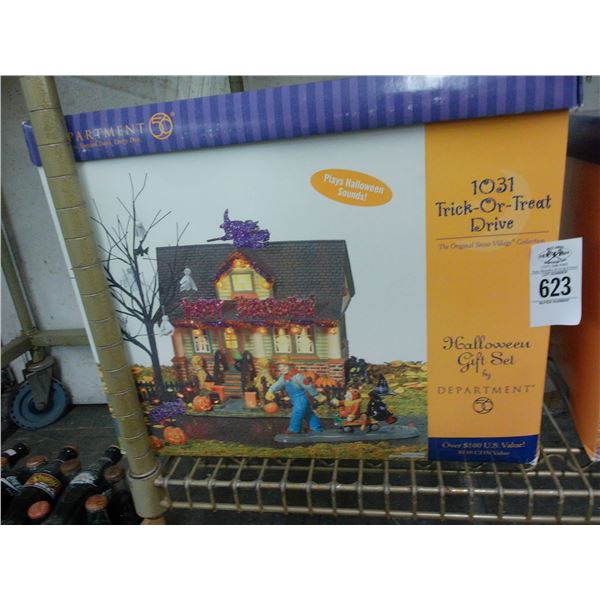 PARTMENT 56
Plays Halloween
Sounds!
1031
Trick-Or-Treat
Drive
The Original Snow Village® Collection
623
Halloween
Gift Set
by
DEPARTMENT
56
Over $100 U.S. Value!